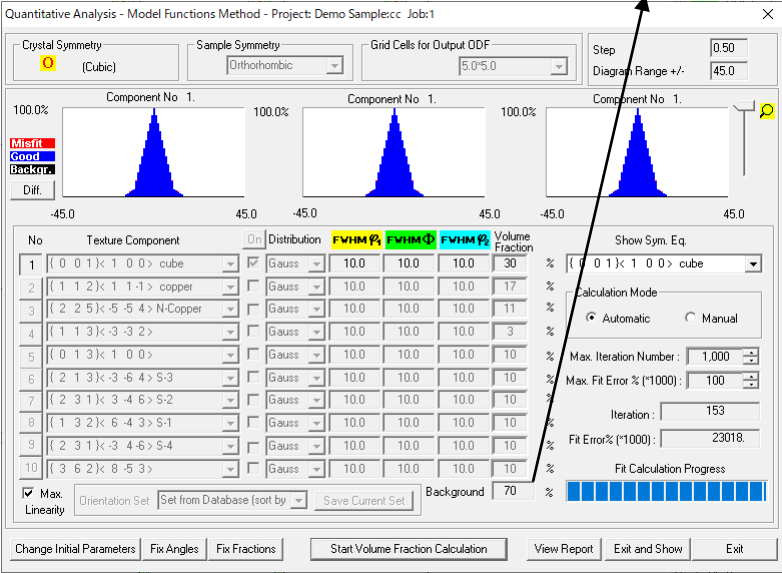 Quantitative Analysis - Model Functions Method - Project: Demo Sample:cc Job:1
Crystal Symmetry
O (Cubic)
Sample Symmetry
Orthorhombic
Grid Cells for Output ODF
5.0*5.0
Step 0.50
Diagram Range +/- 45.0
Component No 1.
100.0%
Component No 1.
100.0%
Component No 1.
100.0%
Misfit
Good
Backgr.
Diff.
-45.0 45.0 -45.0 45.0 -45.0 45.0
No Texture Component On Distribution FWHM φ1 FWHM Φ FWHM φ2 Volume Fraction Show Sym. Eq.
1 { 0 0 1}< 1 0 0> cube Gauss 10.0 10.0 10.0 30 % { 0 0 1}< 1 0 0> cube
2 { 1 1 2}< 1 1 -1> copper Gauss 10.0 10.0 10.0 17 %
3 { 2 2 5}< -5 -5 4> N-Copper Gauss 10.0 10.0 10.0 11 %
4 { 1 1 3}< -3 -3 2> Gauss 10.0 10.0 10.0 3 %
5 { 0 1 3}< 1 0 0> Gauss 10.0 10.0 10.0 10 %
6 { 2 1 3}< -3 -6 4> S-3 Gauss 10.0 10.0 10.0 10 %
7 { 2 3 1}< 3 -4 6> S-2 Gauss 10.0 10.0 10.0 10 %
8 { 1 3 2}< 6 -4 3> S-1 Gauss 10.0 10.0 10.0 10 %
9 { 2 3 1}< -3 4 -6> S-4 Gauss 10.0 10.0 10.0 10 %
10 { 3 6 2}< 8 -5 3> Gauss 10.0 10.0 10.0 10 %
Calculation Mode
Automatic Manual
Max. Iteration Number : 1,000
Max. Fit Error % (*1000) : 100
Iteration : 153
Fit Error% (*1000) : 23018.
Fit Calculation Progress
Max. Linearity
Orientation Set Set from Database (sort by Save Current Set
Background 70 %
Change Initial Parameters Fix Angles Fix Fractions Start Volume Fraction Calculation View Report Exit and Show Exit